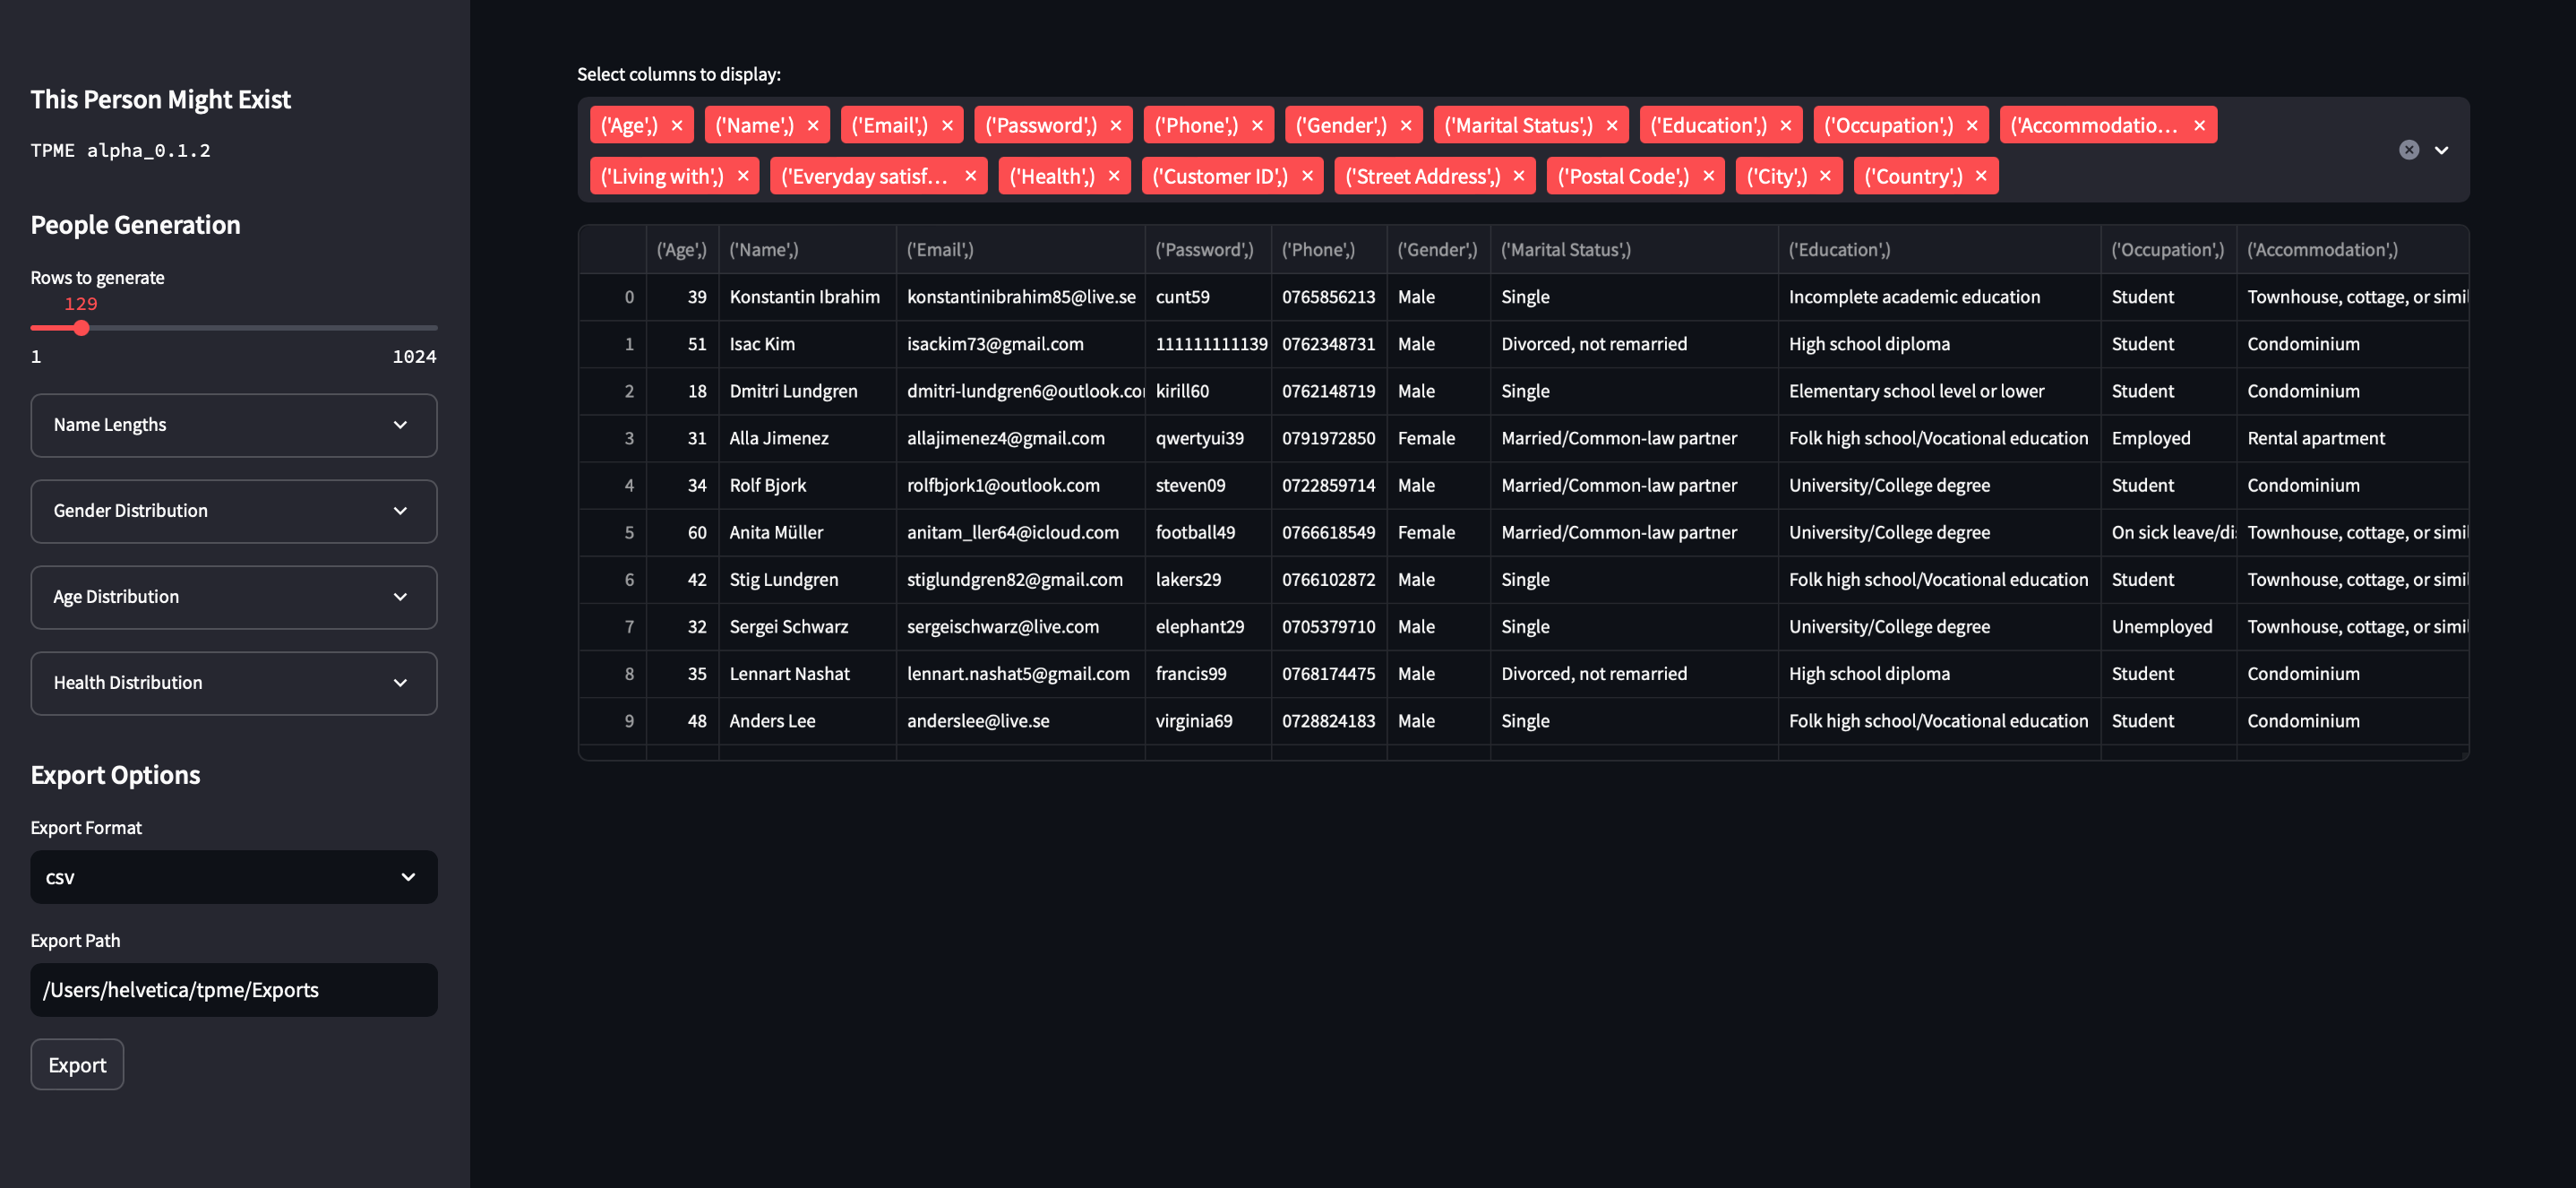 This Person Might Exist
TPME alpha_0.1.2
People Generation
Rows to generate
129
1 1024
Name Lengths
Gender Distribution
Age Distribution
Health Distribution
Export Options
Export Format
csv
Export Path
/Users/helvetica/tpme/Exports
Export
Select columns to display:
('Age',) ('Name',) ('Email',) ('Password',) ('Phone',) ('Gender',) ('Marital Status',) ('Education',) ('Occupation',) ('Accommodatio...
('Living with',) ('Everyday satisf... ('Health',) ('Customer ID',) ('Street Address',) ('Postal Code',) ('City',) ('Country',)
('Age',) ('Name',) ('Email',) ('Password',) ('Phone',) ('Gender',) ('Marital Status',) ('Education',) ('Occupation',) ('Accommodation',)
0 39 Konstantin Ibrahim konstantinibrahim85@live.se cunt59 0765856213 Male Single Incomplete academic education Student Townhouse, cottage, or simil
1 51 Isac Kim isackim73@gmail.com 111111111139 0762348731 Male Divorced, not remarried High school diploma Student Condominium
2 18 Dmitri Lundgren dmitri-lundgren6@outlook.co kirill60 0762148719 Male Single Elementary school level or lower Student Condominium
3 31 Alla Jimenez allajimenez4@gmail.com qwertyui39 0791972850 Female Married/Common-law partner Folk high school/Vocational education Employed Rental apartment
4 34 Rolf Bjork rolfbjork1@outlook.com steven09 0722859714 Male Married/Common-law partner University/College degree Student Condominium
5 60 Anita Müller anitam_ller64@icloud.com football49 0766618549 Female Married/Common-law partner University/College degree On sick leave/di Townhouse, cottage, or simil
6 42 Stig Lundgren stiglundgren82@gmail.com lakers29 0766102872 Male Single Folk high school/Vocational education Student Townhouse, cottage, or simil
7 32 Sergei Schwarz sergeischwarz@live.com elephant29 0705379710 Male Single University/College degree Unemployed Townhouse, cottage, or simil
8 35 Lennart Nashat lennart.nashat5@gmail.com francis99 0768174475 Male Divorced, not remarried High school diploma Student Condominium
9 48 Anders Lee anderslee@live.se virginia69 0728824183 Male Single Folk high school/Vocational education Student Condominium